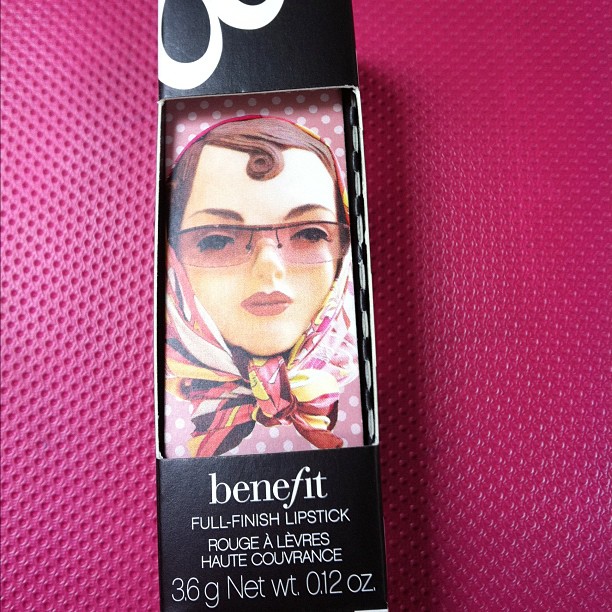 benefit
FULL-FINISH LIPSTICK
ROUGE À LÈVRES
HAUTE COUVRANCE
3.6 g Net wt. 0.12 oz.